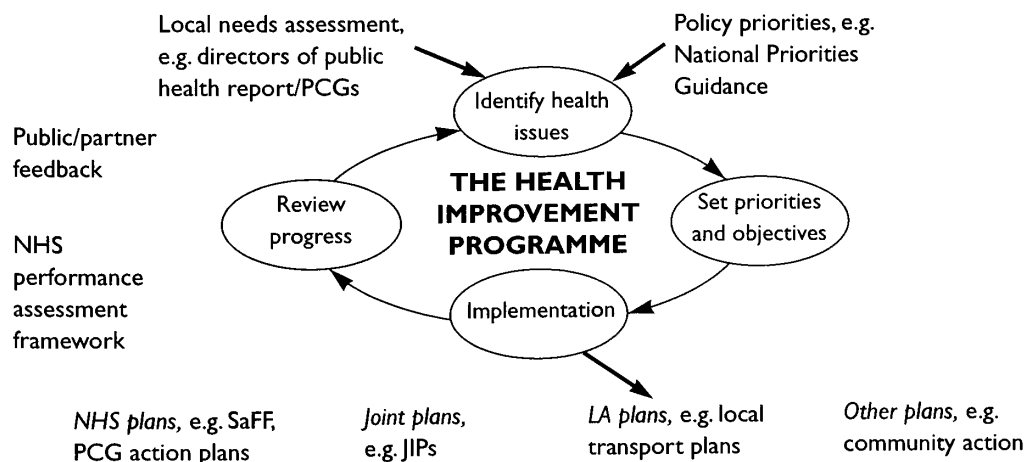 Local needs assessment,
e.g. directors of public
health report/PCGs
Policy priorities, e.g.
National Priorities
Guidance
Identify health
issues
Public/partner
feedback
THE HEALTH
IMPROVEMENT
PROGRAMME
Review
progress
Set priorities
and objectives
NHS
performance
assessment
framework
Implementation
NHS plans, e.g. SaFF,
PCG action plans
Joint plans,
e.g. JIPs
LA plans, e.g. local
transport plans
Other plans, e.g.
community action